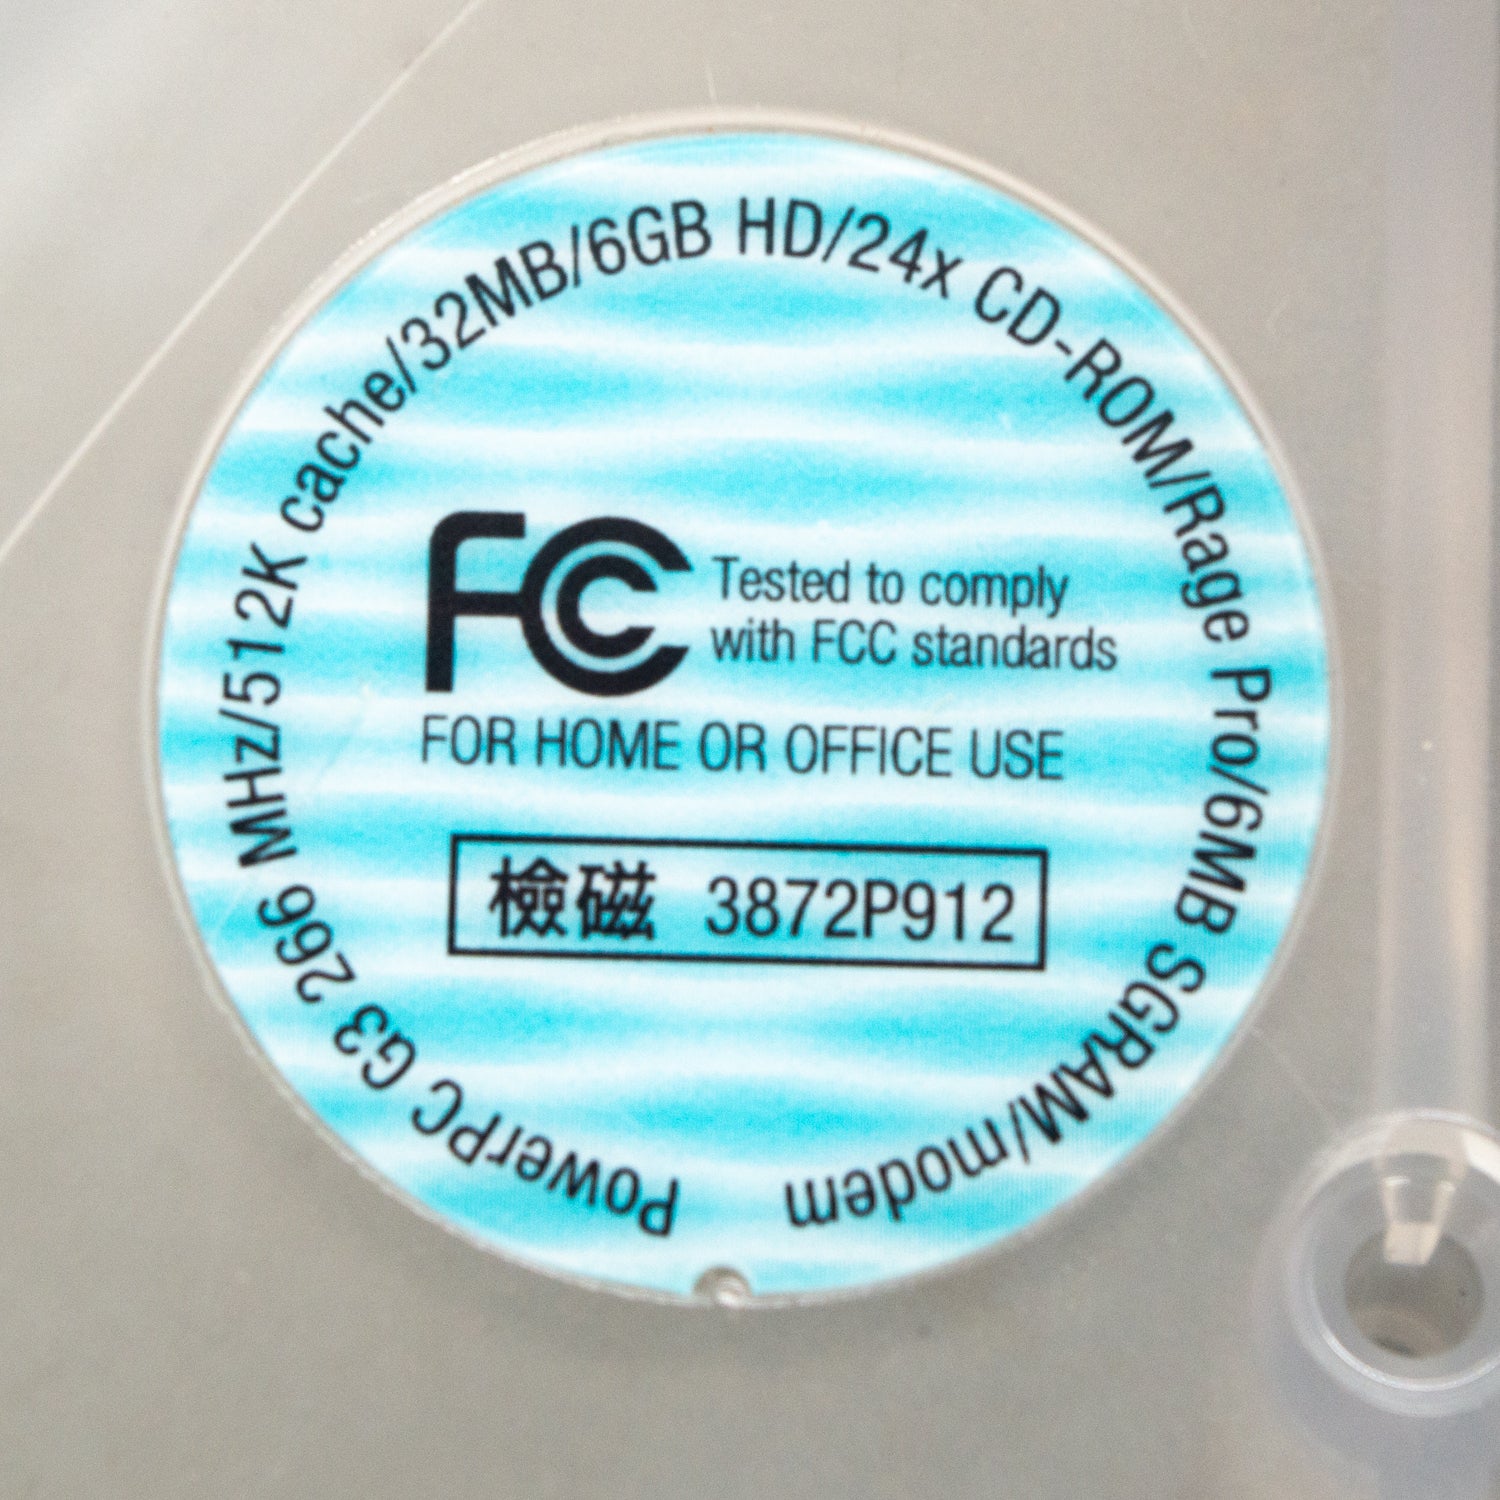 PowerPC G3 266 MHz/512K cache/32MB/6GB HD/24x CD-ROM/Rage Pro/6MB SGRAM/modem
FC Tested to comply
with FCC standards
FOR HOME OR OFFICE USE
檢磁 3872P912